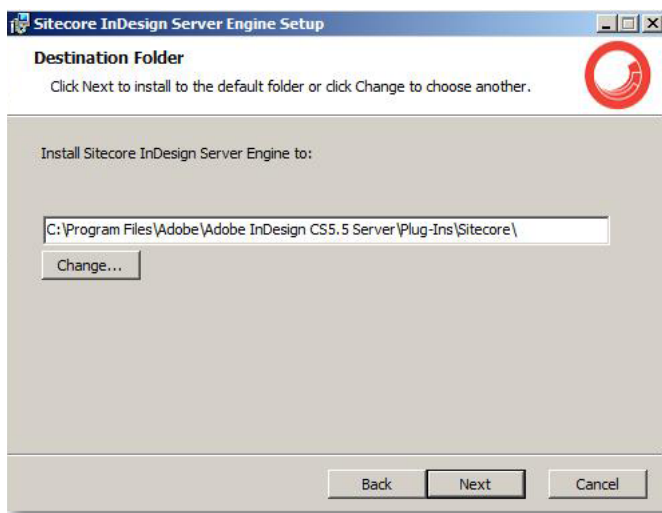 Sitecore InDesign Server Engine Setup
Destination Folder
Click Next to install to the default folder or click Change to choose another.
Install Sitecore InDesign Server Engine to:
C:\Program Files\Adobe\Adobe InDesign CS5.5 Server\Plug-Ins\Sitecore\
Change...
Back Next Cancel